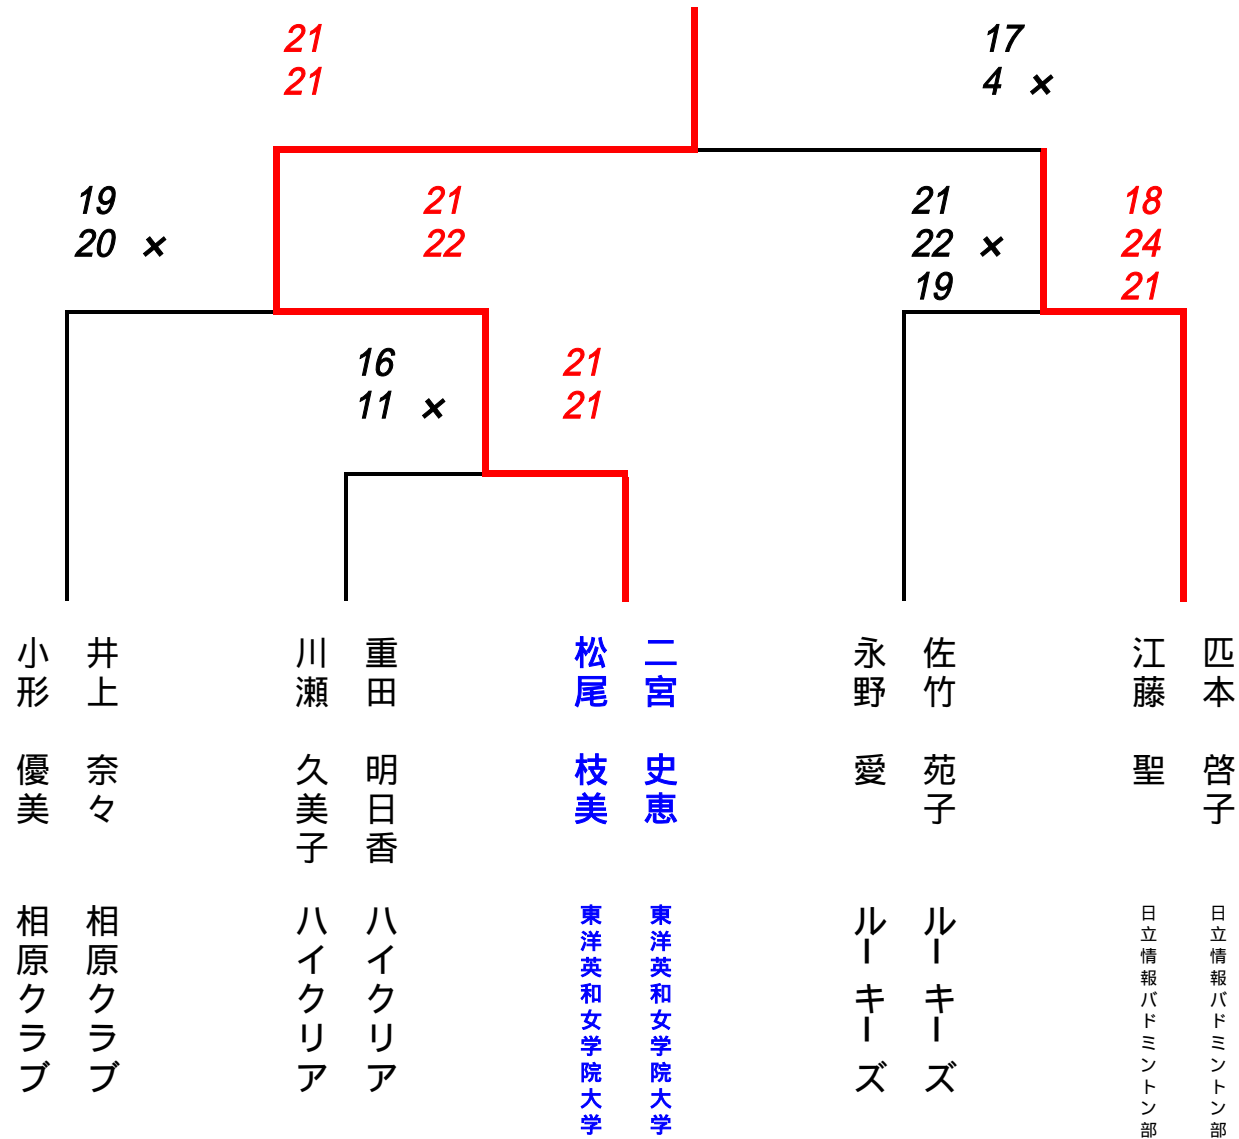 21
21
17
4 ×
19
20 ×
21
22
21
22 ×
19
18
24
21
16
11 ×
21
21
小形 優美 相原クラブ
井上 奈々 相原クラブ
川瀬 久美子 ハイクリア
重田 明日香 ハイクリア
松尾 枝美 東洋英和女学院大学
二宮 史恵 東洋英和女学院大学
永野 愛 ルーキーズ
佐竹 苑子 ルーキーズ
江藤 聖 日立情報バドミントン部
匹本 啓子 日立情報バドミントン部